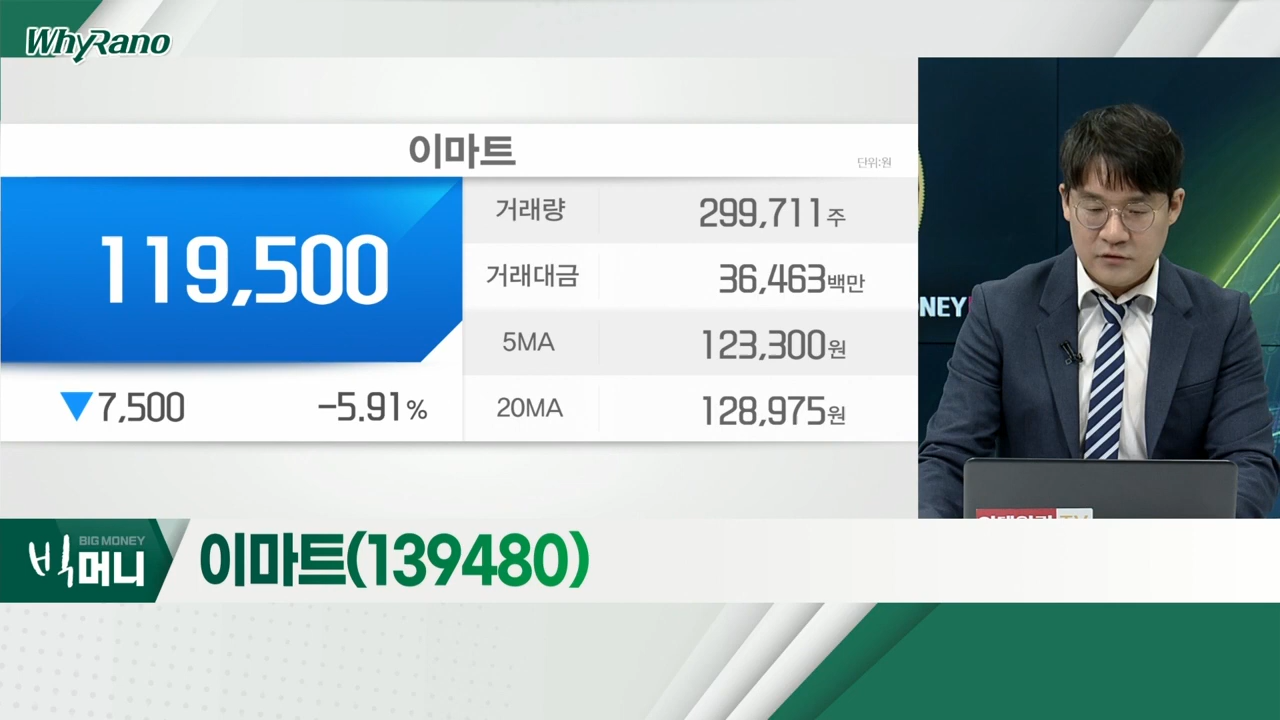 WhyRano
이마트
단위:원
119,500
▼7,500 -5.91%
거래량 299,711주
거래대금 36,463백만
5MA 123,300원
20MA 128,975원
BIG MONEY
빅머니
이마트(139480)